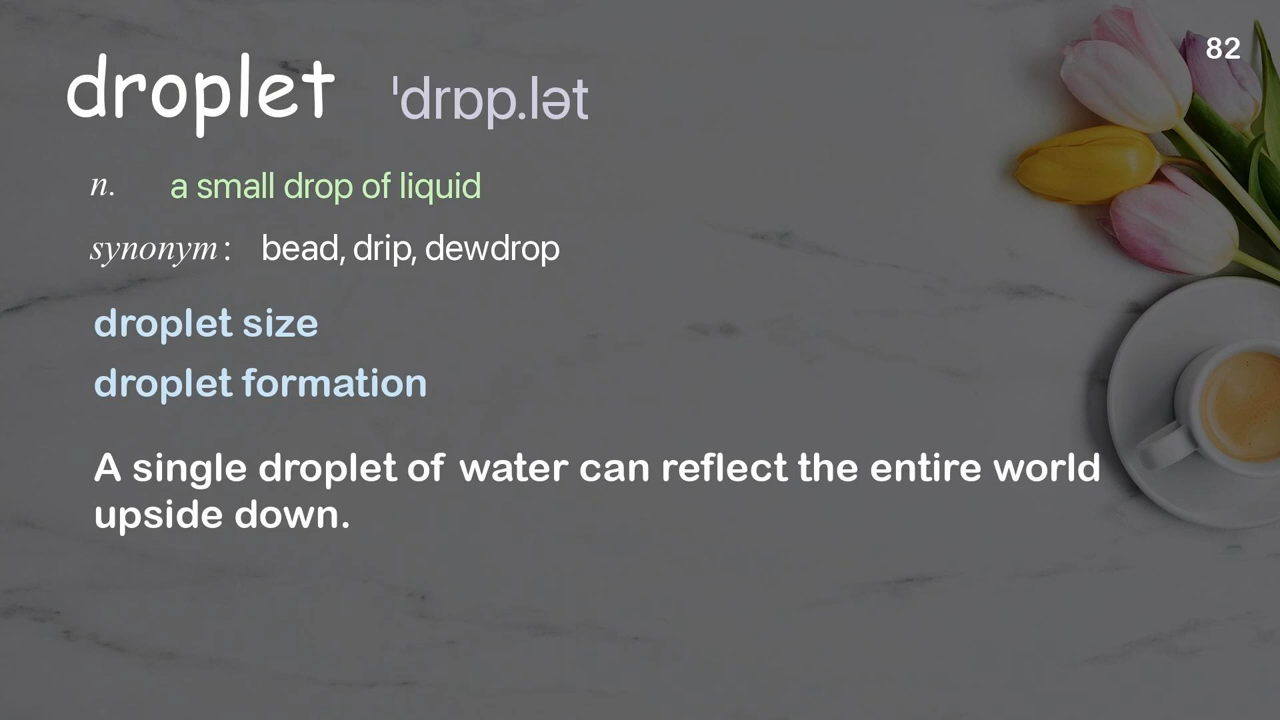 82
droplet ˈdrɒp.lət
n. a small drop of liquid
synonym: bead, drip, dewdrop
droplet size
droplet formation
A single droplet of water can reflect the entire world
upside down.